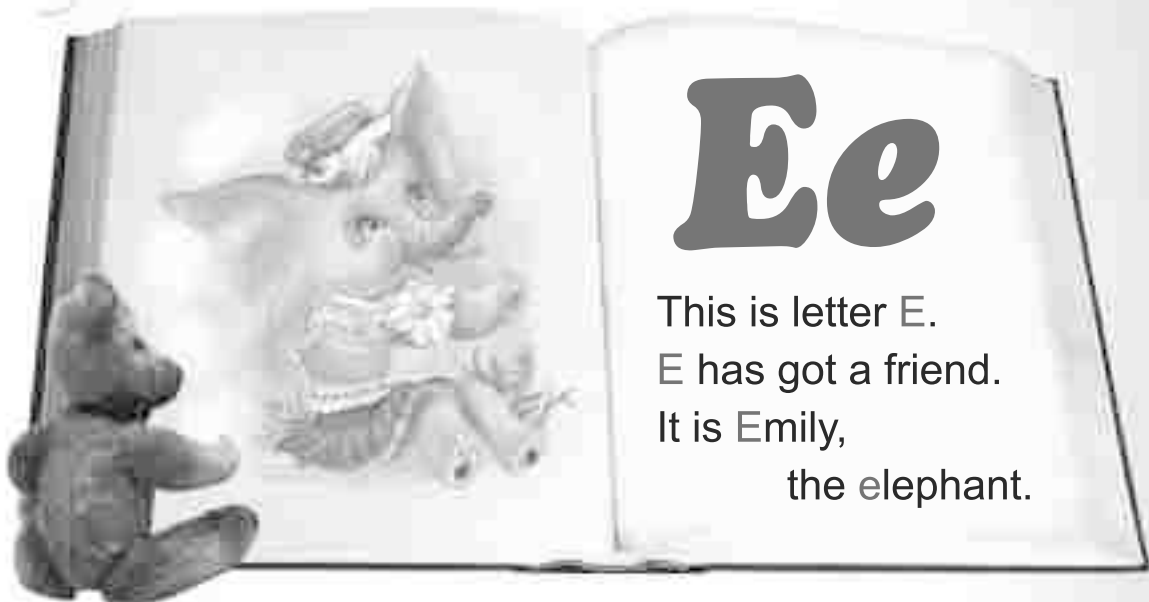 Ee
This is letter E.
E has got a friend.
It is Emily,
the elephant.